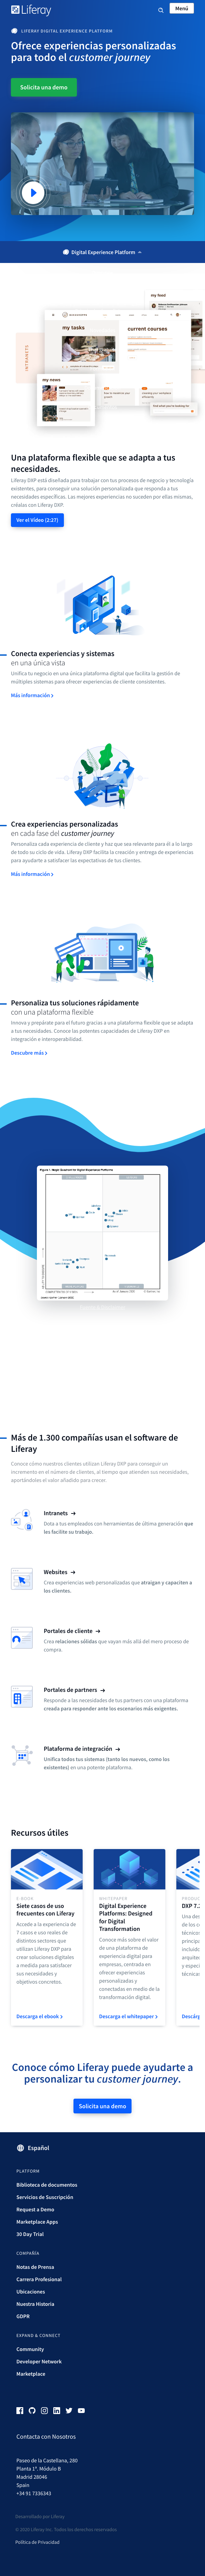 Liferay
Menú
LIFERAY DIGITAL EXPERIENCE PLATFORM
Ofrece experiencias personalizadas
para todo el customer journey
Solicita una demo
Digital Experience Platform
my feed
my tasks
current courses
INTRANETS
my news
Una plataforma flexible que se adapta a tus
necesidades.
Liferay DXP está diseñada para trabajar con tus procesos de negocio y tecnología
existentes, para conseguir una solución personalizada que responda a tus
necesidades específicas. Las mejores experiencias no suceden por ellas mismas,
créalas con Liferay DXP.
Ver el Vídeo (2:27)
Conecta experiencias y sistemas
en una única vista
Unifica tu negocio en una única plataforma digital que facilita la gestión de
múltiples sistemas para ofrecer experiencias de cliente consistentes.
Más información
Crea experiencias personalizadas
en cada fase del customer journey
Personaliza cada experiencia de cliente y haz que sea relevante para él a lo largo
de todo su ciclo de vida. Liferay DXP facilita la creación y entrega de experiencias
para ayudarte a satisfacer las expectativas de tus clientes.
Más información
Personaliza tus soluciones rápidamente
con una plataforma flexible
Innova y prepárate para el futuro gracias a una plataforma flexible que se adapta
a tus necesidades. Conoce las potentes capacidades de Liferay DXP en
integración e interoperabilidad.
Descubre más
Figure 1. Magic Quadrant for Digital Experience Platforms
Más de 1.300 compañías usan el software de
Liferay
Conoce cómo nuestros clientes utilizan Liferay DXP para conseguir un
incremento en el número de clientes, al tiempo que atienden sus necesidades,
aportándoles el valor añadido para crecer.
Intranets
Dota a tus empleados con herramientas de última generación que
les facilite su trabajo.
Websites
Crea experiencias web personalizadas que atraigan y capaciten a
los clientes.
Portales de cliente
Crea relaciones sólidas que vayan más allá del mero proceso de
compra.
Portales de partners
Responde a las necesidades de tus partners con una plataforma
creada para responder ante los escenarios más exigentes.
Plataforma de integración
Unifica todos tus sistemas (tanto los nuevos, como los
existentes) en una potente plataforma.
Recursos útiles
E-BOOK
Siete casos de uso
frecuentes con Liferay
Accede a la experiencia de
7 casos de uso reales de
distintos sectores que
utilizan Liferay DXP para
crear soluciones digitales
a medida para satisfacer
sus necesidades y
objetivos concretos.
Descarga el ebook
WHITEPAPER
Digital Experience
Platforms: Designed
for Digital
Transformation
Conoce más sobre el valor
de una plataforma de
experiencia digital para
empresas, centrada en
ofrecer experiencias
personalizadas y
conectadas en medio de la
transformación digital.
Descarga el whitepaper
DXP 7.
Conoce cómo Liferay puede ayudarte a
personalizar tu customer journey.
Solicita una demo
Español
PLATFORM
Biblioteca de documentos
Servicios de Suscripción
Request a Demo
Marketplace Apps
30 Day Trial
COMPAÑÍA
Notas de Prensa
Carrera Profesional
Ubicaciones
Nuestra Historia
GDPR
EXPAND & CONNECT
Community
Developer Network
Marketplace
Contacta con Nosotros
Paseo de la Castellana, 280
Planta 1ª. Módulo B
Madrid 28046
Spain
+34 91 7336343
Desarrollado por Liferay
© 2020 Liferay Inc. Todos los derechos reservados
Política de Privacidad